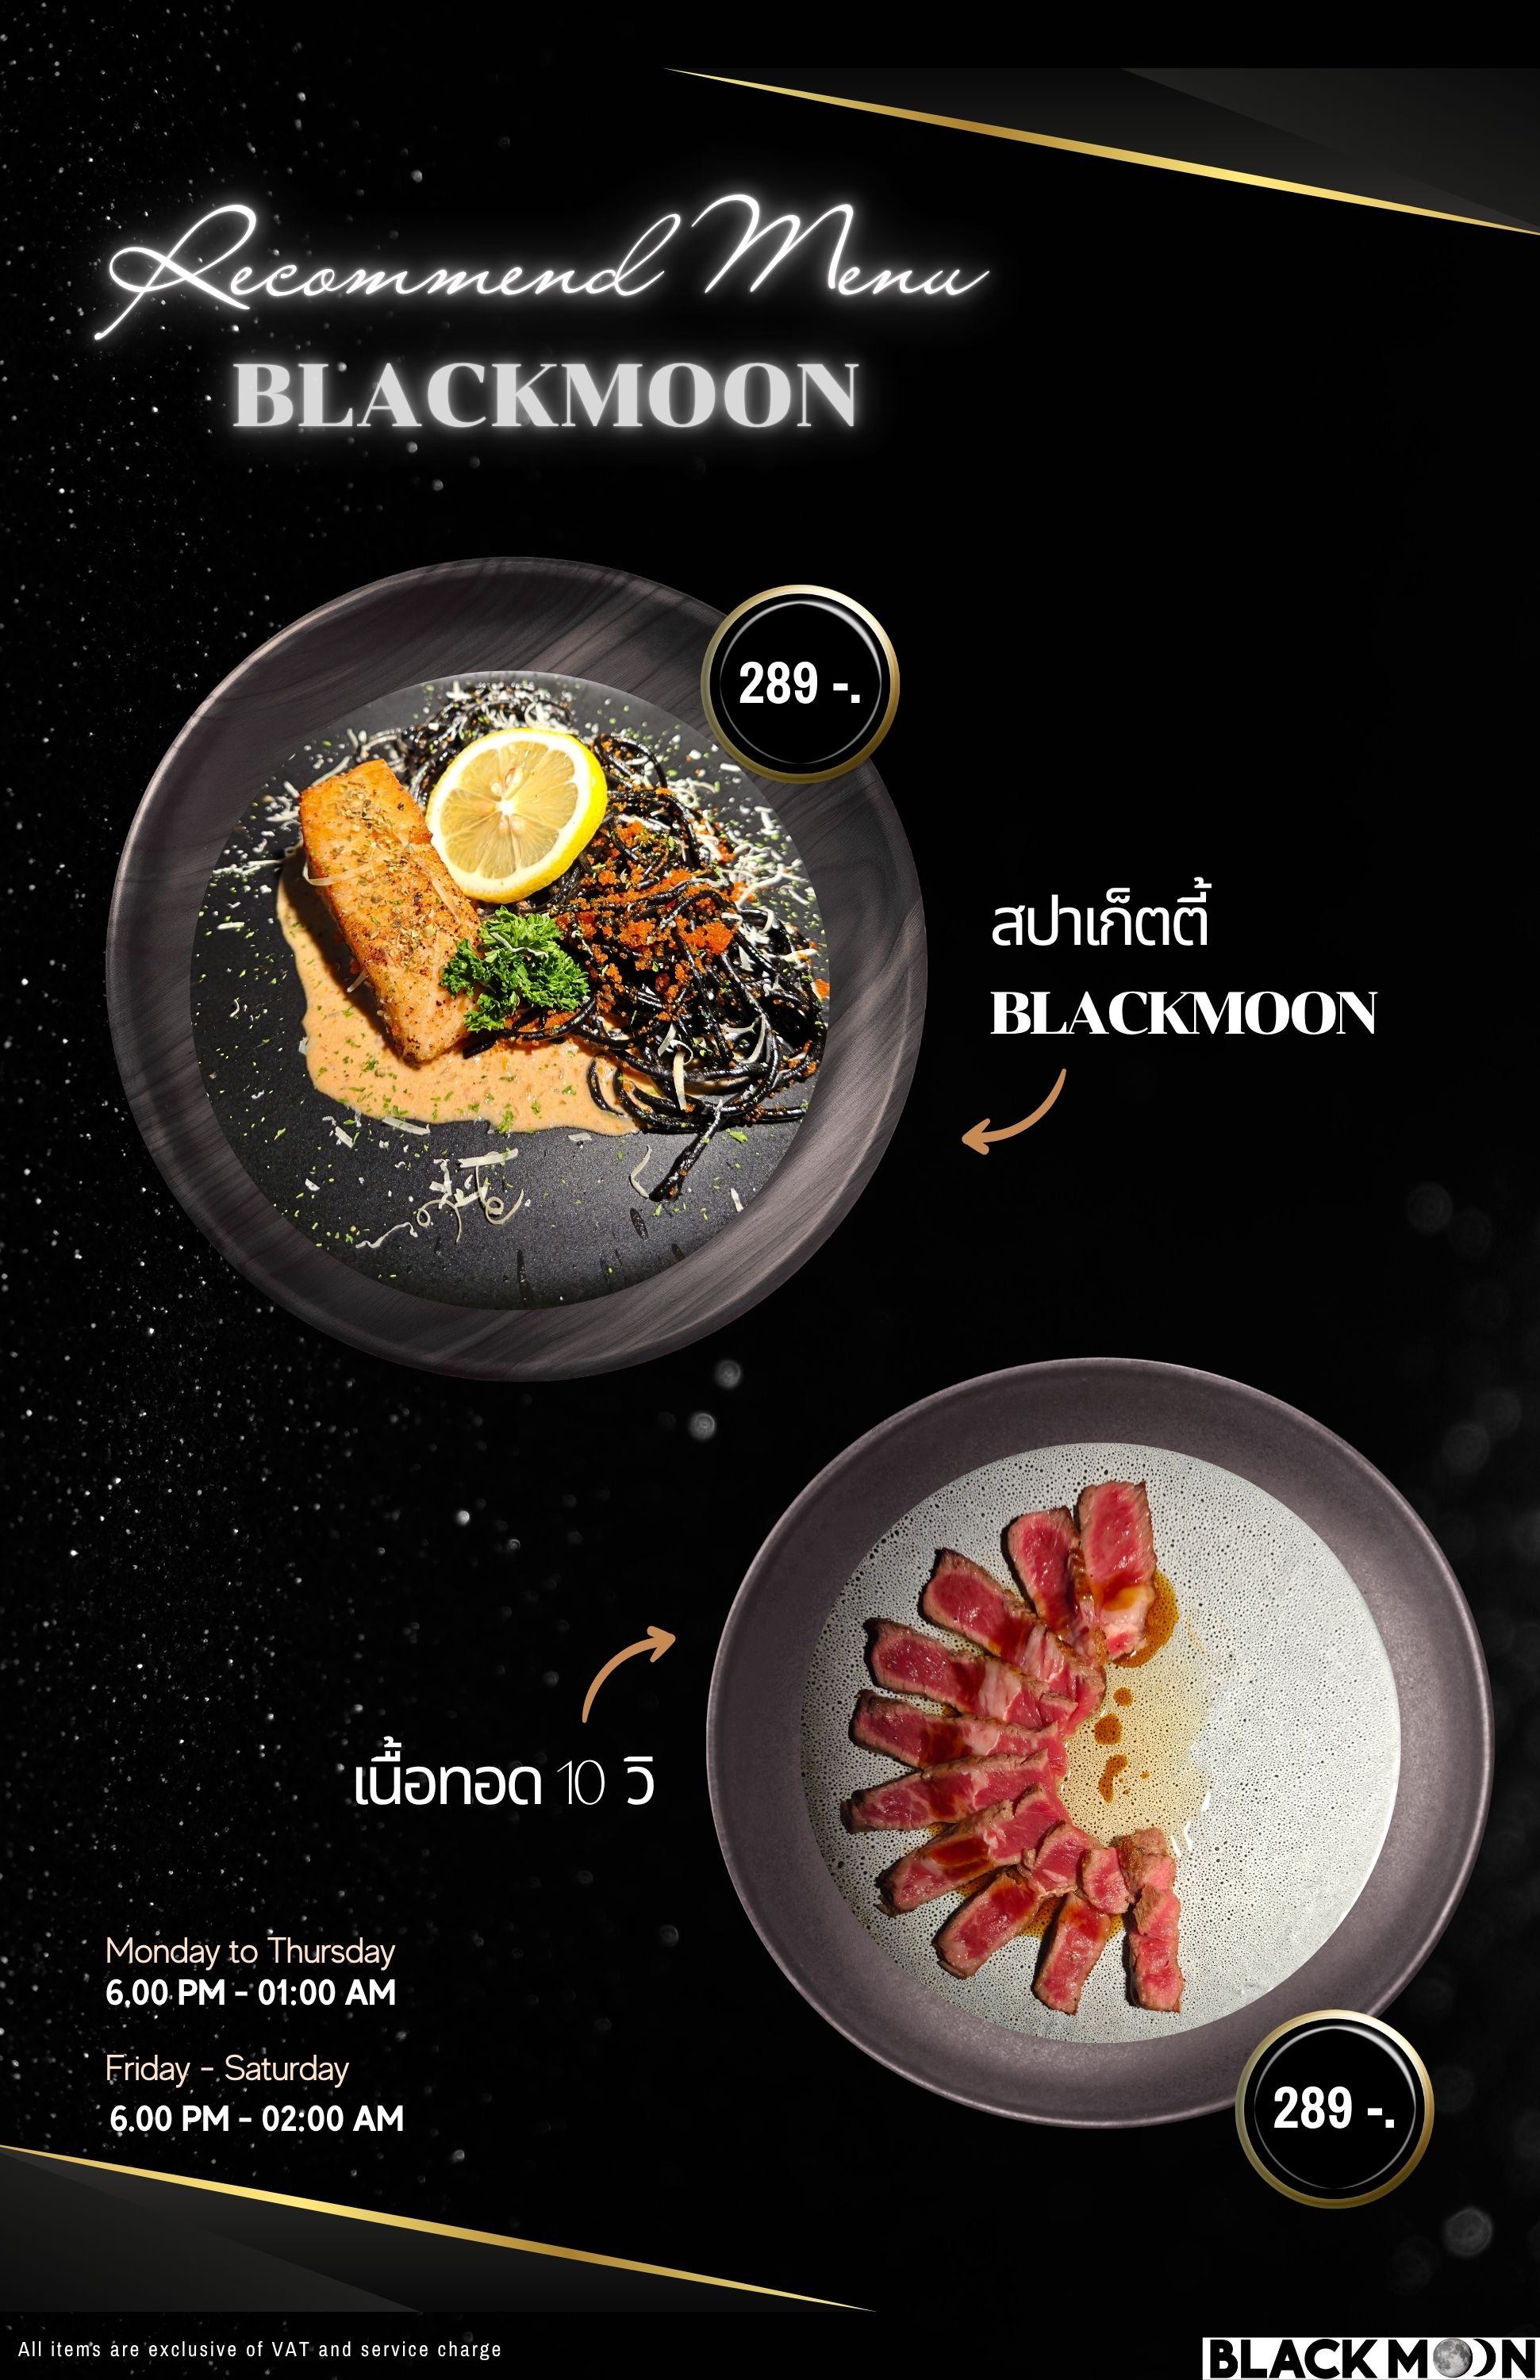 Recommend Menu
BLACKMOON
289 -.
สปาเก็ตตี้
BLACKMOON
เนื้อทอด 10 วิ
Monday to Thursday
6.00 PM - 01:00 AM
Friday - Saturday
6.00 PM - 02:00 AM
289 -.
All items are exclusive of VAT and service charge
BLACKMOON